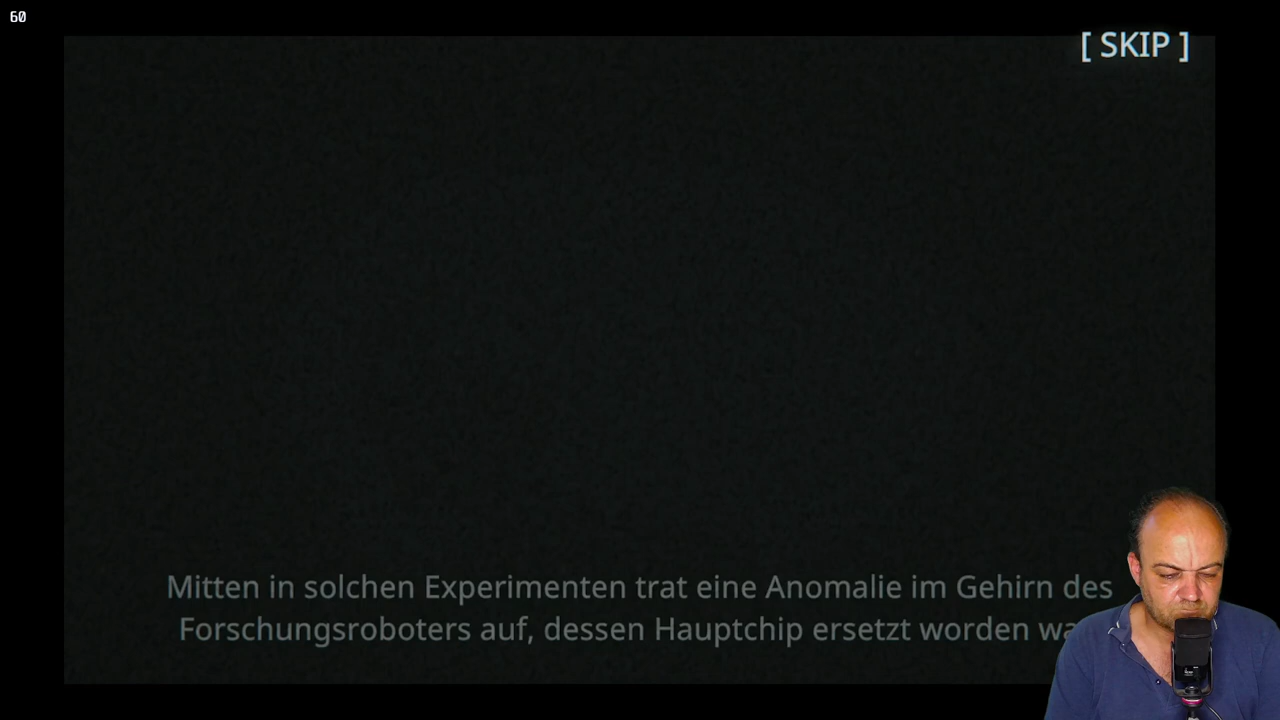 60
[ SKIP ]
Mitten in solchen Experimenten trat eine Anomalie im Gehirn des
Forschungsroboters auf, dessen Hauptchip ersetzt worden